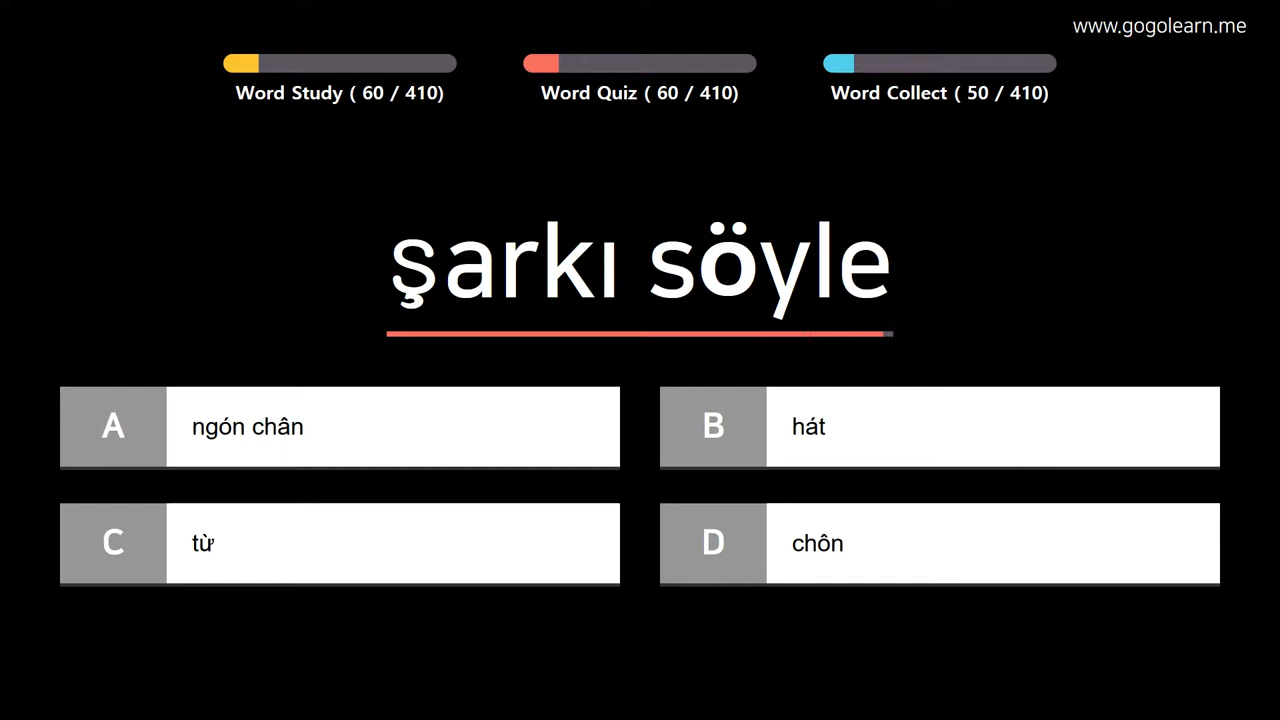 www.gogolearn.me
Word Study ( 60 / 410)
Word Quiz ( 60 / 410)
Word Collect ( 50 / 410)
şarkı söyle
A ngón chân
B hát
C từ
D chôn